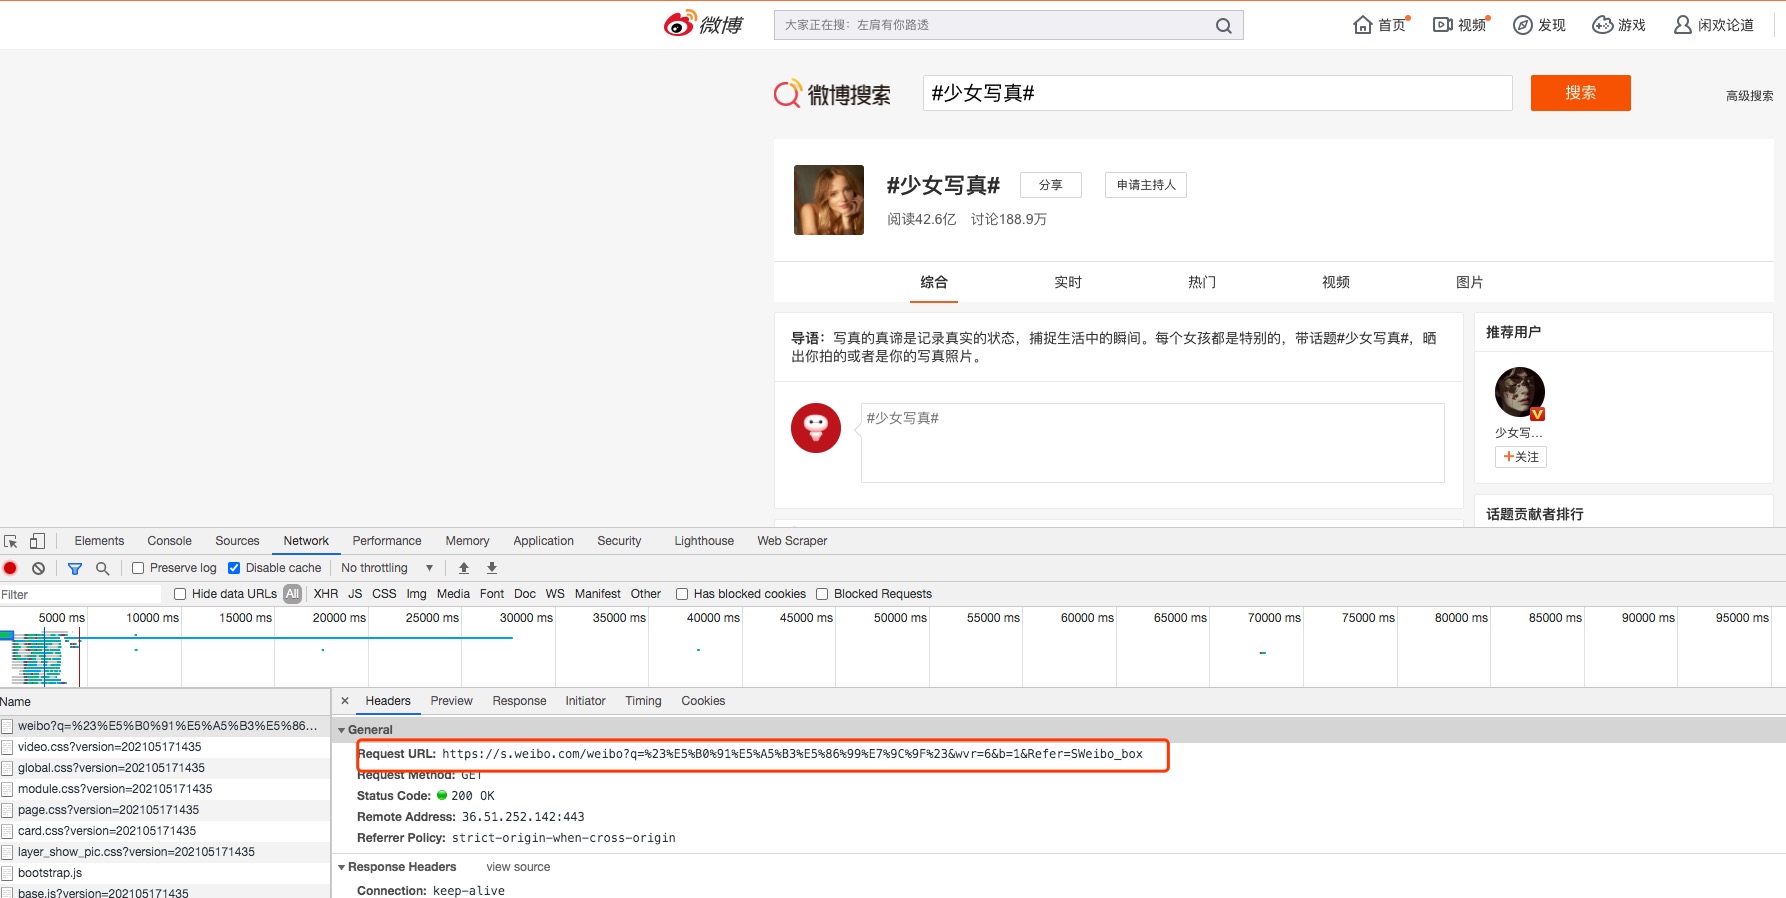 微博
大家正在搜：左肩有你路透
首页 视频 发现 游戏 闲欢论道
微博搜索
#少女写真#
搜索
高级搜索
#少女写真# 分享 申请主持人
阅读42.6亿 讨论188.9万
综合 实时 热门 视频 图片
导语：写真的真谛是记录真实的状态，捕捉生活中的瞬间。每个女孩都是特别的，带话题#少女写真#，晒
出你拍的或者是你的写真照片。
#少女写真#
推荐用户
少女写...
+关注
话题贡献者排行
Elements Console Sources Network Performance Memory Application Security Lighthouse Web Scraper
Preserve log Disable cache No throttling
Filter Hide data URLs All XHR JS CSS Img Media Font Doc WS Manifest Other Has blocked cookies Blocked Requests
5000 ms 10000 ms 15000 ms 20000 ms 25000 ms 30000 ms 35000 ms 40000 ms 45000 ms 50000 ms 55000 ms 60000 ms 65000 ms 70000 ms 75000 ms 80000 ms 85000 ms 90000 ms 95000 ms
Name
weibo?q=%23%E5%B0%91%E5%A5%B3%E5%86...
video.css?version=202105171435
global.css?version=202105171435
module.css?version=202105171435
page.css?version=202105171435
card.css?version=202105171435
layer_show_pic.css?version=202105171435
bootstrap.js
base.js?version=202105171435
Headers Preview Response Initiator Timing Cookies
General
Request URL: https://s.weibo.com/weibo?q=%23%E5%B0%91%E5%A5%B3%E5%86%99%E7%9C%9F%23&wvr=6&b=1&Refer=SWeibo_box
Request Method: GET
Status Code: 200 OK
Remote Address: 36.51.252.142:443
Referrer Policy: strict-origin-when-cross-origin
Response Headers view source
Connection: keep-alive